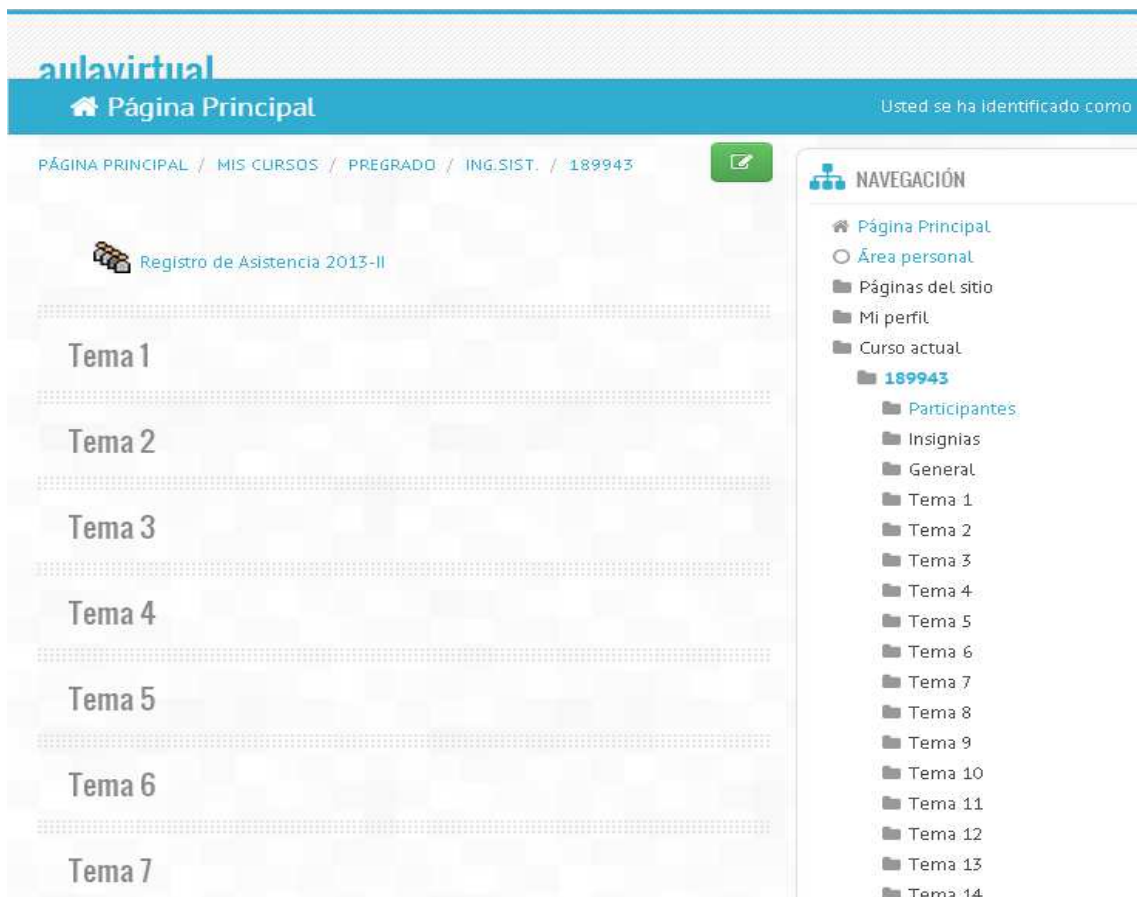 aulavirtual
Página Principal
Usted se ha identificado como
PÁGINA PRINCIPAL / MIS CURSOS / PREGRADO / ING.SIST. / 189943
Registro de Asistencia 2013-II
Tema 1
Tema 2
Tema 3
Tema 4
Tema 5
Tema 6
Tema 7
NAVEGACIÓN
Página Principal
Área personal
Páginas del sitio
Mi perfil
Curso actual
189943
Participantes
Insignias
General
Tema 1
Tema 2
Tema 3
Tema 4
Tema 5
Tema 6
Tema 7
Tema 8
Tema 9
Tema 10
Tema 11
Tema 12
Tema 13
Tema 14